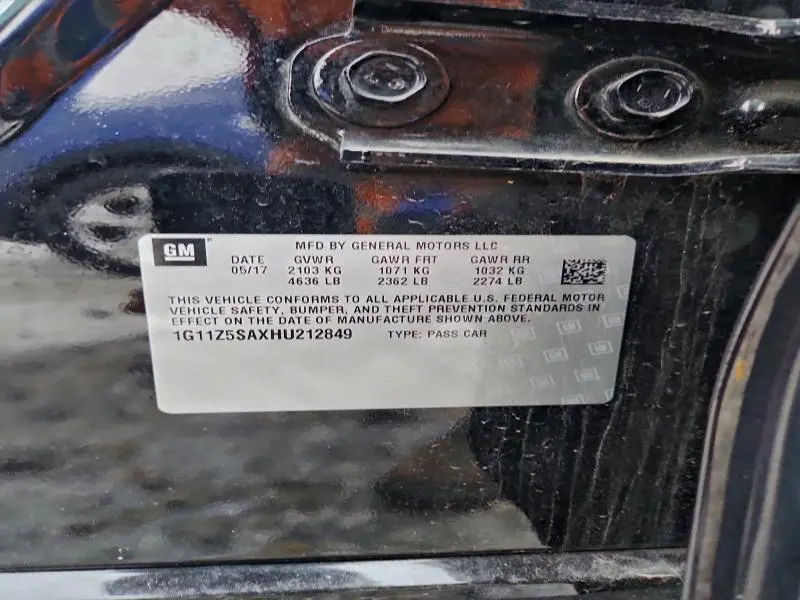 GM
MFD BY GENERAL MOTORS LLC
DATE GVWR GAWR FRT GAWR RR
05/17 2103 KG 1071 KG 1032 KG
4636 LB 2362 LB 2274 LB
THIS VEHICLE CONFORMS TO ALL APPLICABLE U.S. FEDERAL MOTOR
VEHICLE SAFETY, BUMPER, AND THEFT PREVENTION STANDARDS IN
EFFECT ON THE DATE OF MANUFACTURE SHOWN ABOVE.
1G11Z5SAXHU212849 TYPE: PASS CAR